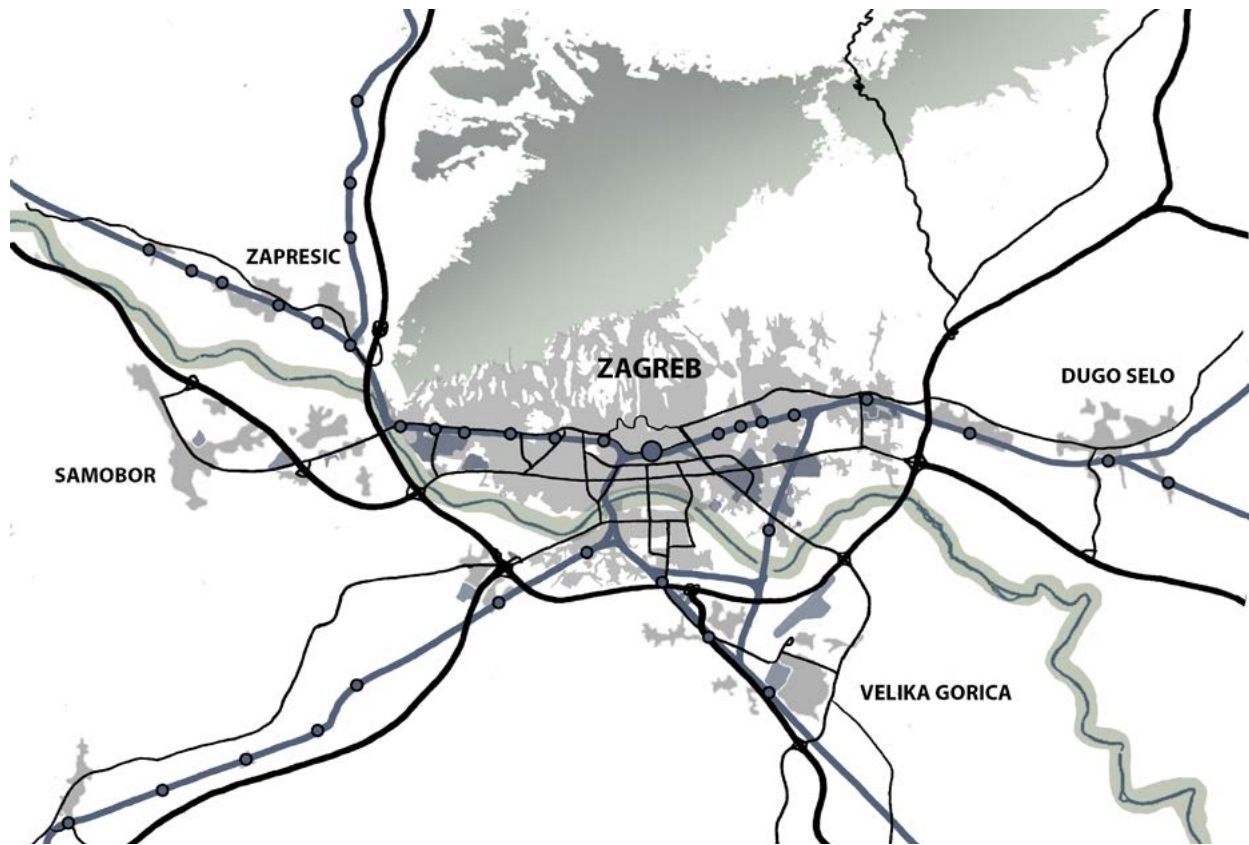 ZAPRESIC
ZAGREB
DUGO SELO
SAMOBOR
VELIKA GORICA